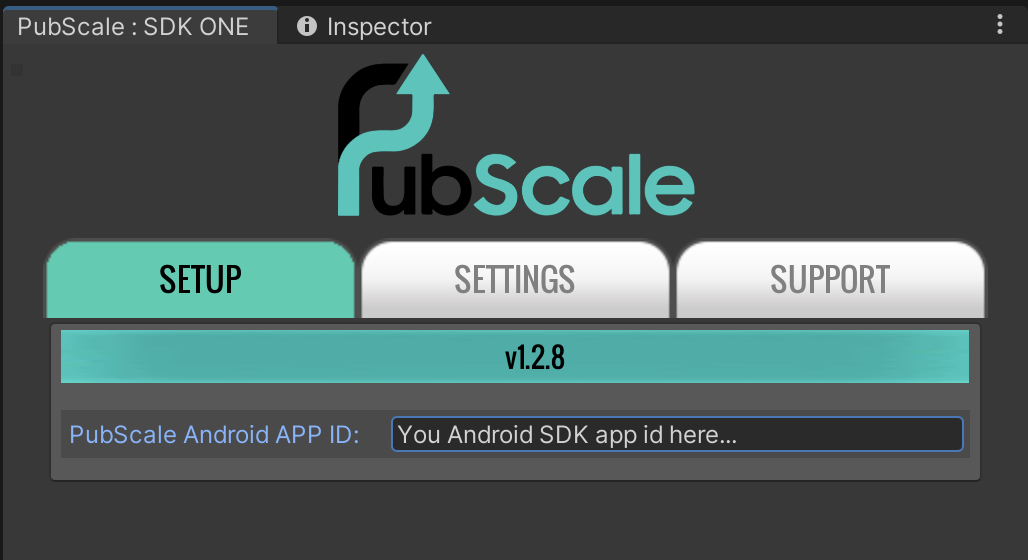 PubScale : SDK ONE
Inspector
PubScale
SETUP
SETTINGS
SUPPORT
v1.2.8
PubScale Android APP ID:
You Android SDK app id here...